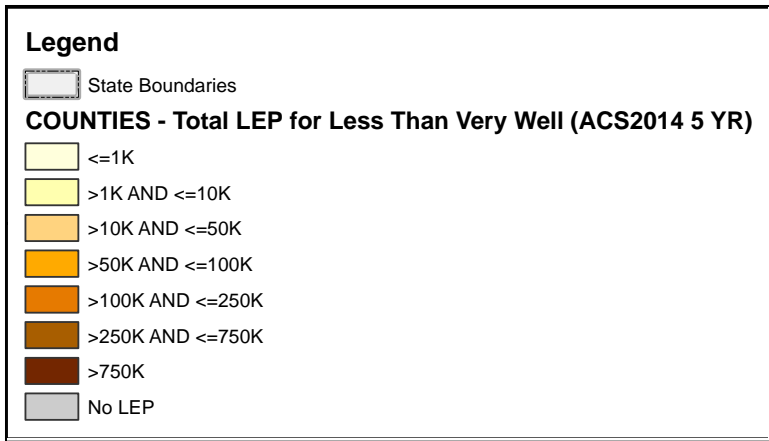 Legend
State Boundaries
COUNTIES - Total LEP for Less Than Very Well (ACS2014 5 YR)
<=1K
>1K AND <=10K
>10K AND <=50K
>50K AND <=100K
>100K AND <=250K
>250K AND <=750K
>750K
No LEP